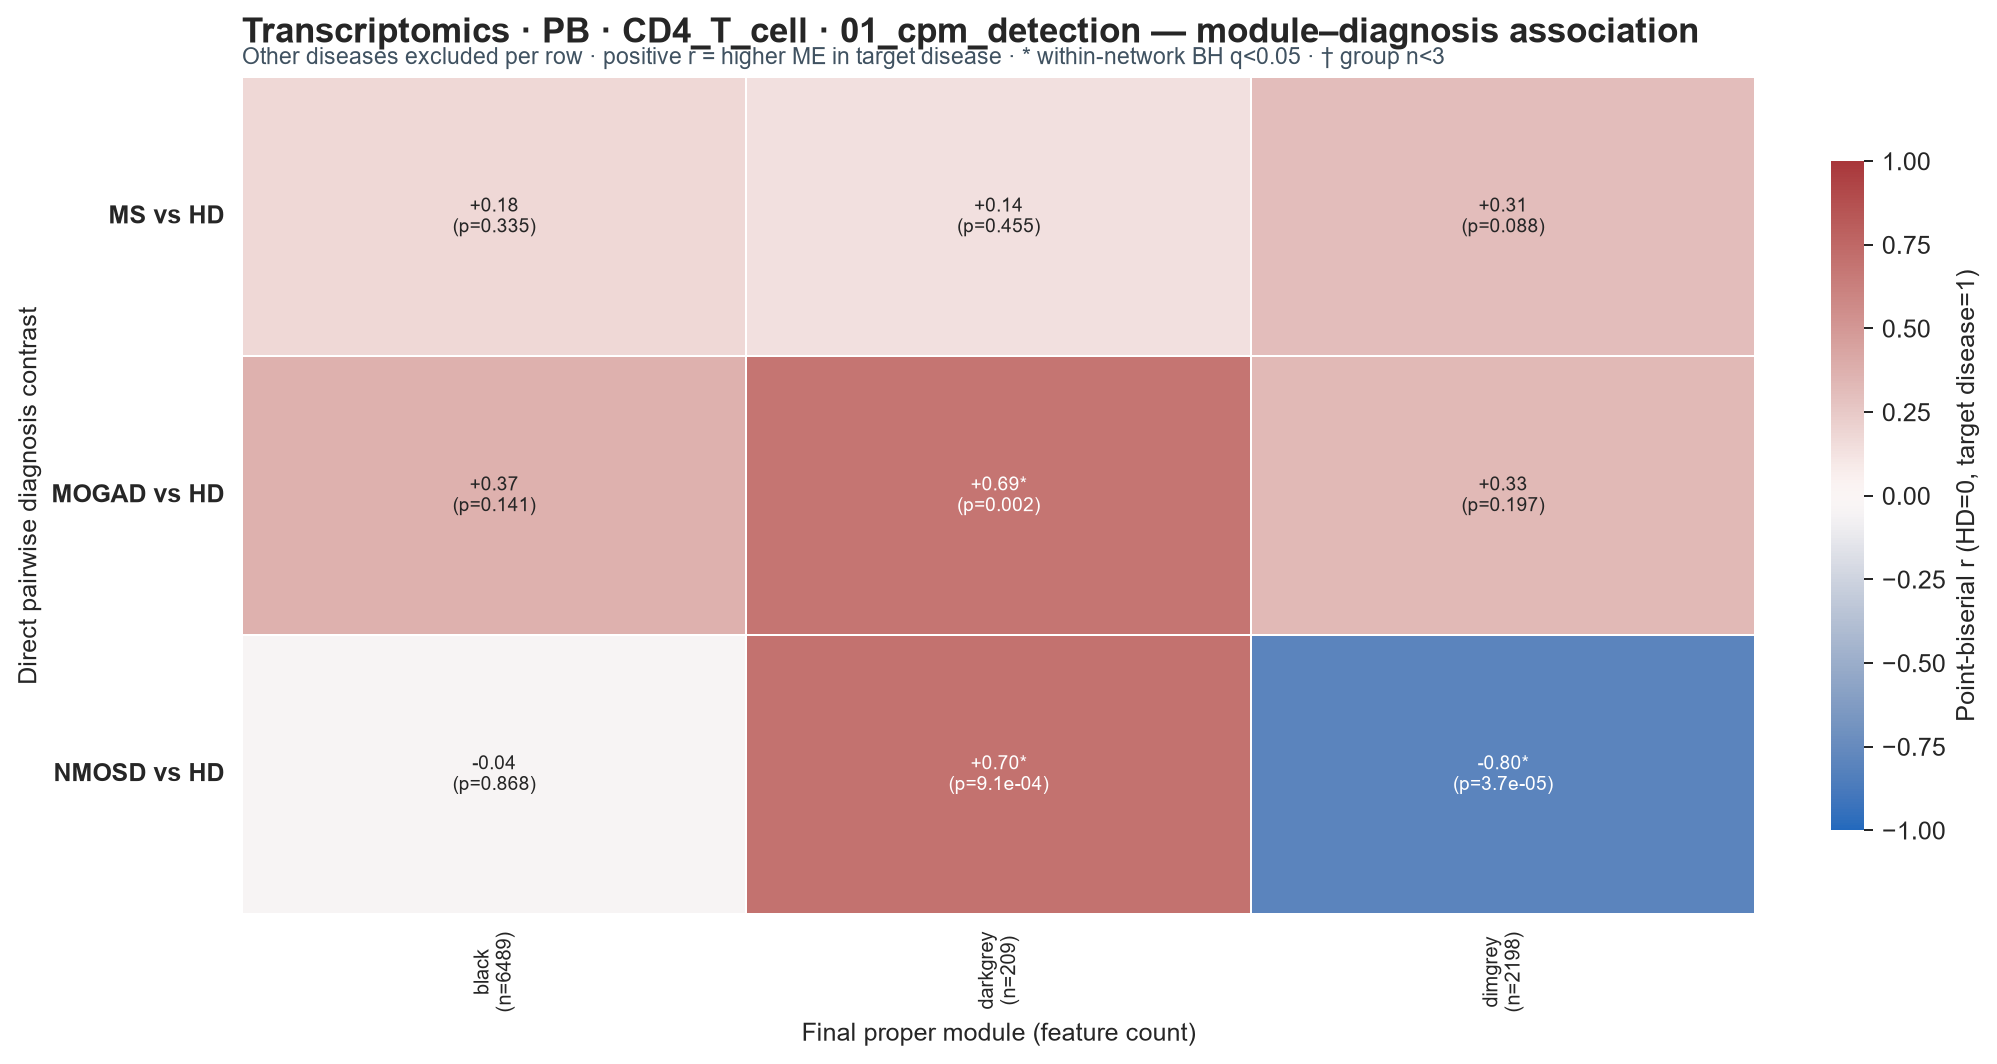 Transcriptomics · PB · CD4_T_cell · 01_cpm_detection — module–diagnosis association
Other diseases excluded per row · positive r = higher ME in target disease · * within-network BH q<0.05 · † group n<3
Direct pairwise diagnosis contrast
MS vs HD
+0.18
(p=0.335)
+0.14
(p=0.455)
+0.31
(p=0.088)
MOGAD vs HD
+0.37
(p=0.141)
+0.69*
(p=0.002)
+0.33
(p=0.197)
NMOSD vs HD
-0.04
(p=0.868)
+0.70*
(p=9.1e-04)
-0.80*
(p=3.7e-05)
black
(n=6489)
darkgrey
(n=209)
dimgrey
(n=2198)
Final proper module (feature count)
1.00
0.75
0.50
0.25
0.00
−0.25
−0.50
−0.75
−1.00
Point-biserial r (HD=0, target disease=1)